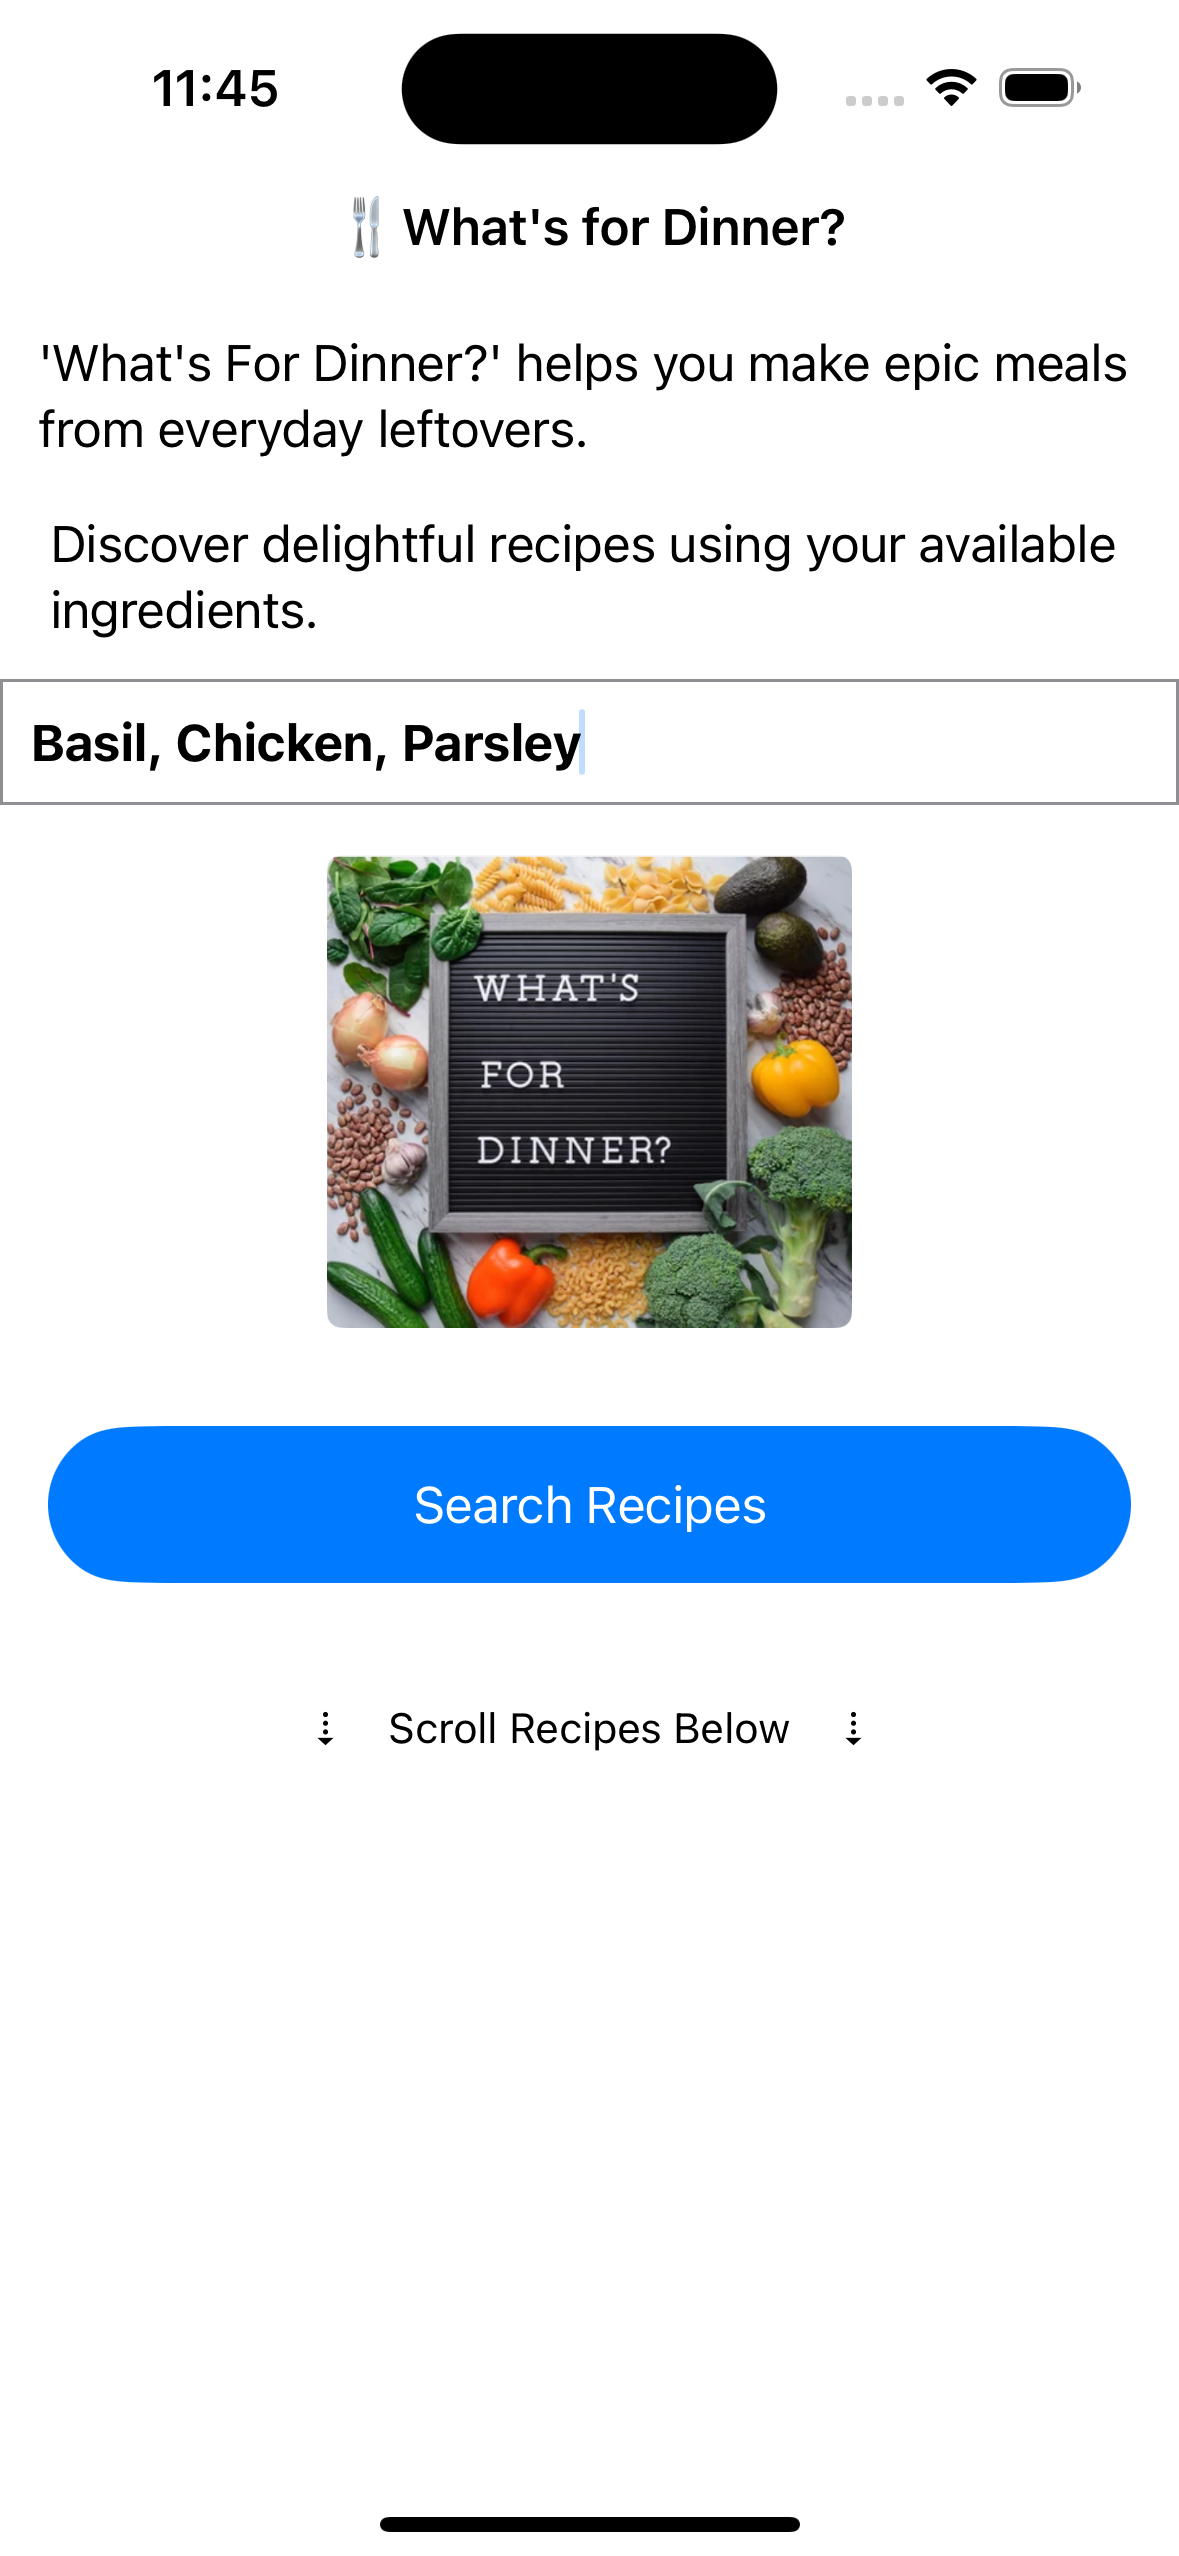 11:45
🍽 What's for Dinner?
'What's For Dinner?' helps you make epic meals
from everyday leftovers.
Discover delightful recipes using your available
ingredients.
Basil, Chicken, Parsley
WHAT'S
FOR
DINNER?
Search Recipes
⇣ Scroll Recipes Below ⇣